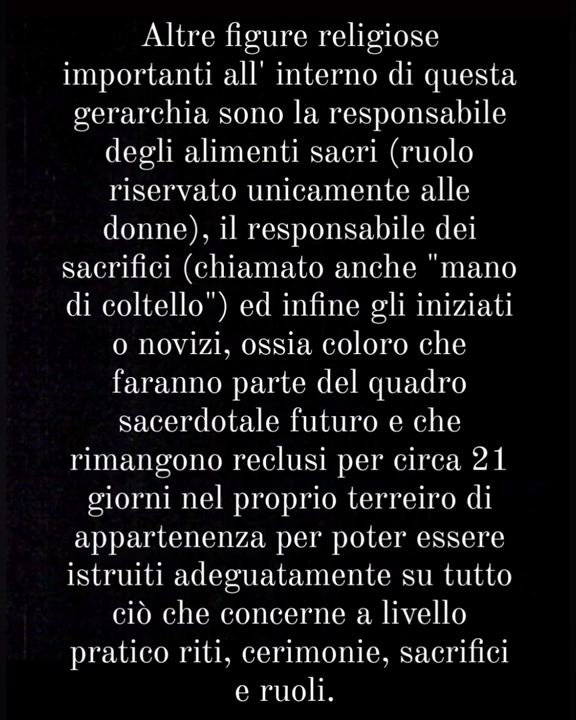 Altre figure religiose
importanti all' interno di questa
gerarchia sono la responsabile
degli alimenti sacri (ruolo
riservato unicamente alle
donne), il responsabile dei
sacrifici (chiamato anche "mano
di coltello") ed infine gli iniziati
o novizi, ossia coloro che
faranno parte del quadro
sacerdotale futuro e che
rimangono reclusi per circa 21
giorni nel proprio terreiro di
appartenenza per poter essere
istruiti adeguatamente su tutto
ciò che concerne a livello
pratico riti, cerimonie, sacrifici
e ruoli.